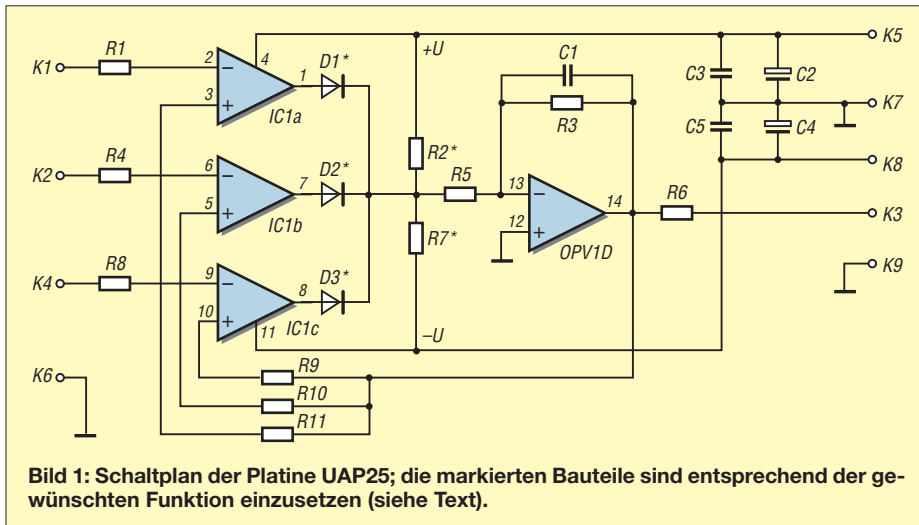 K1 R1 2 – 4 1 D1* +U C1 K5
3 + IC1a C3 C2
R3 K7
K2 R4 6 – 7 D2* R2* R5 C5 C4
5 + IC1b 13 – 14 K8
12 + R6 K3
K4 R8 9 – 8 D3* R7* OPV1D
10 + 11 IC1c K9
–U
K6 R9
R10
R11
Bild 1: Schaltplan der Platine UAP25; die markierten Bauteile sind entsprechend der ge-
wünschten Funktion einzusetzen (siehe Text).